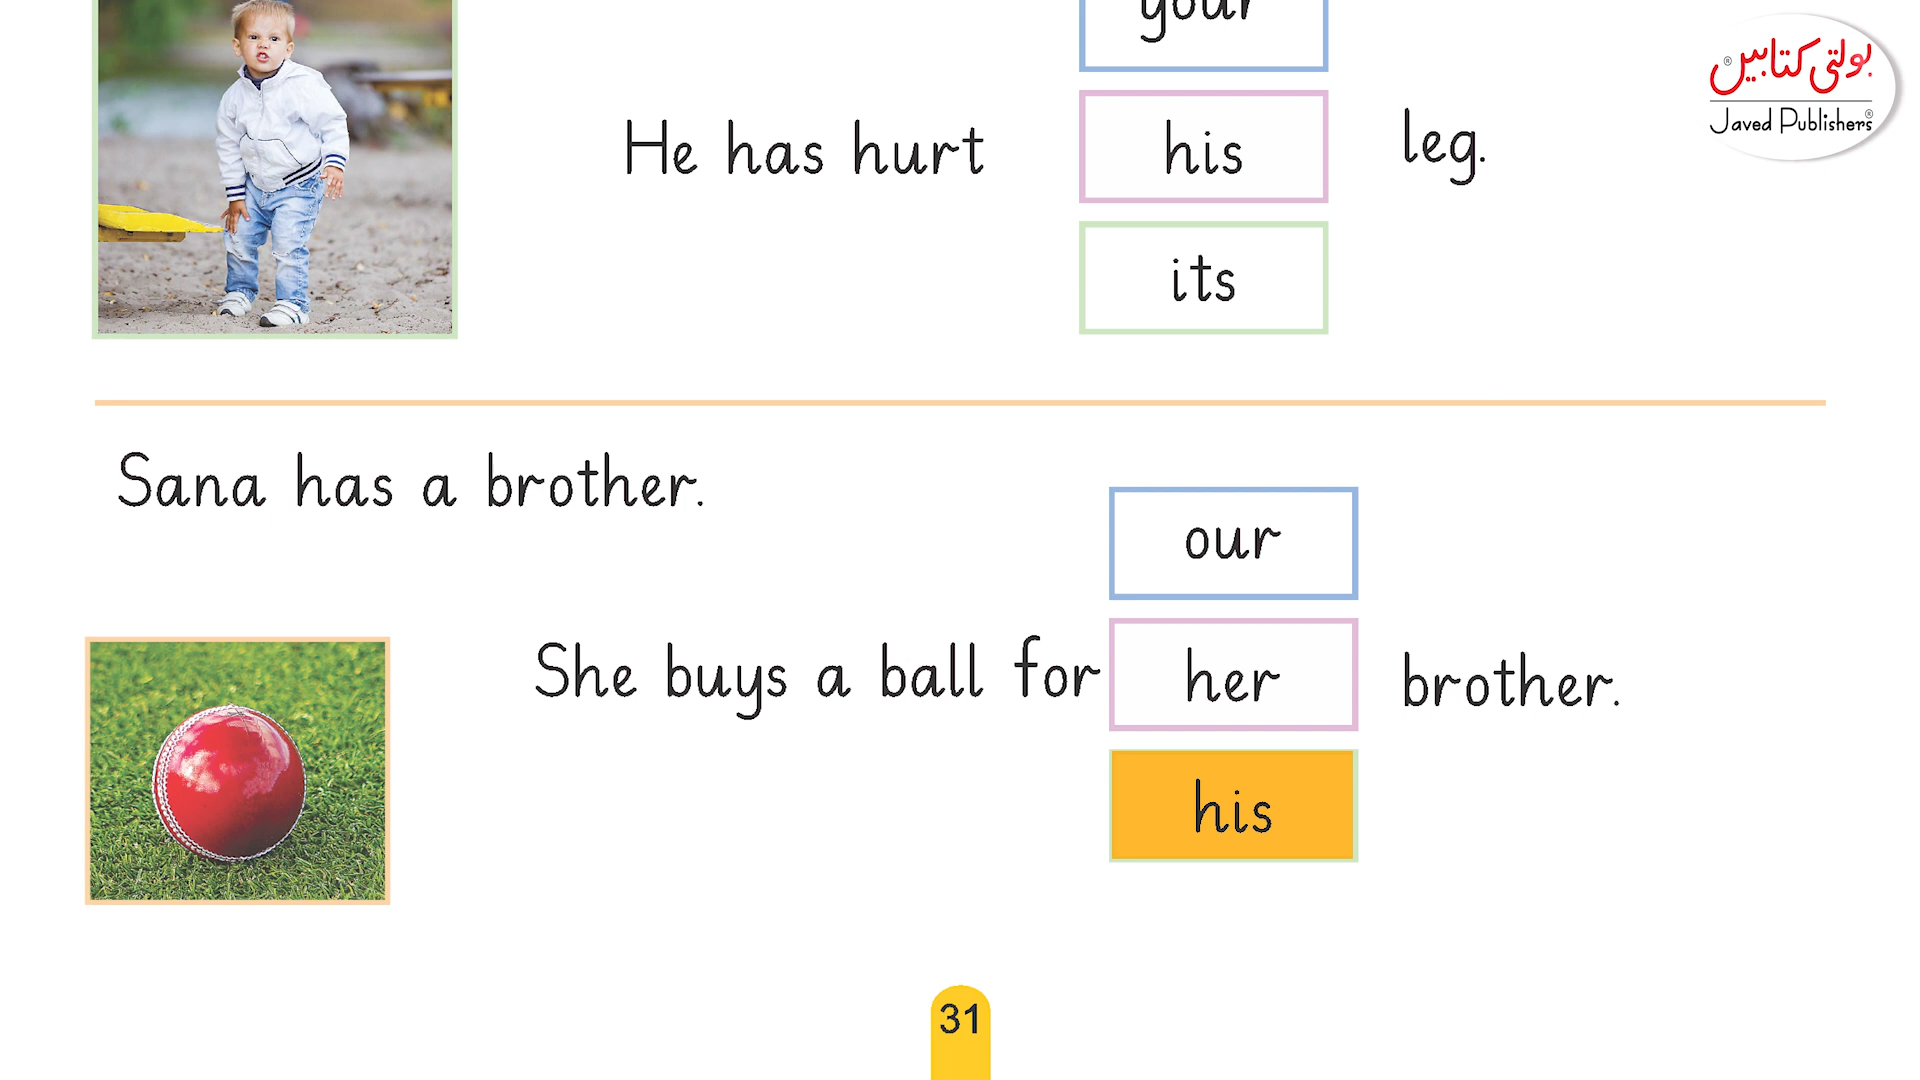 your
بولتی کتابیں®
Javed Publishers®
He has hurt his leg.
its
Sana has a brother.
our
She buys a ball for her brother.
his
31